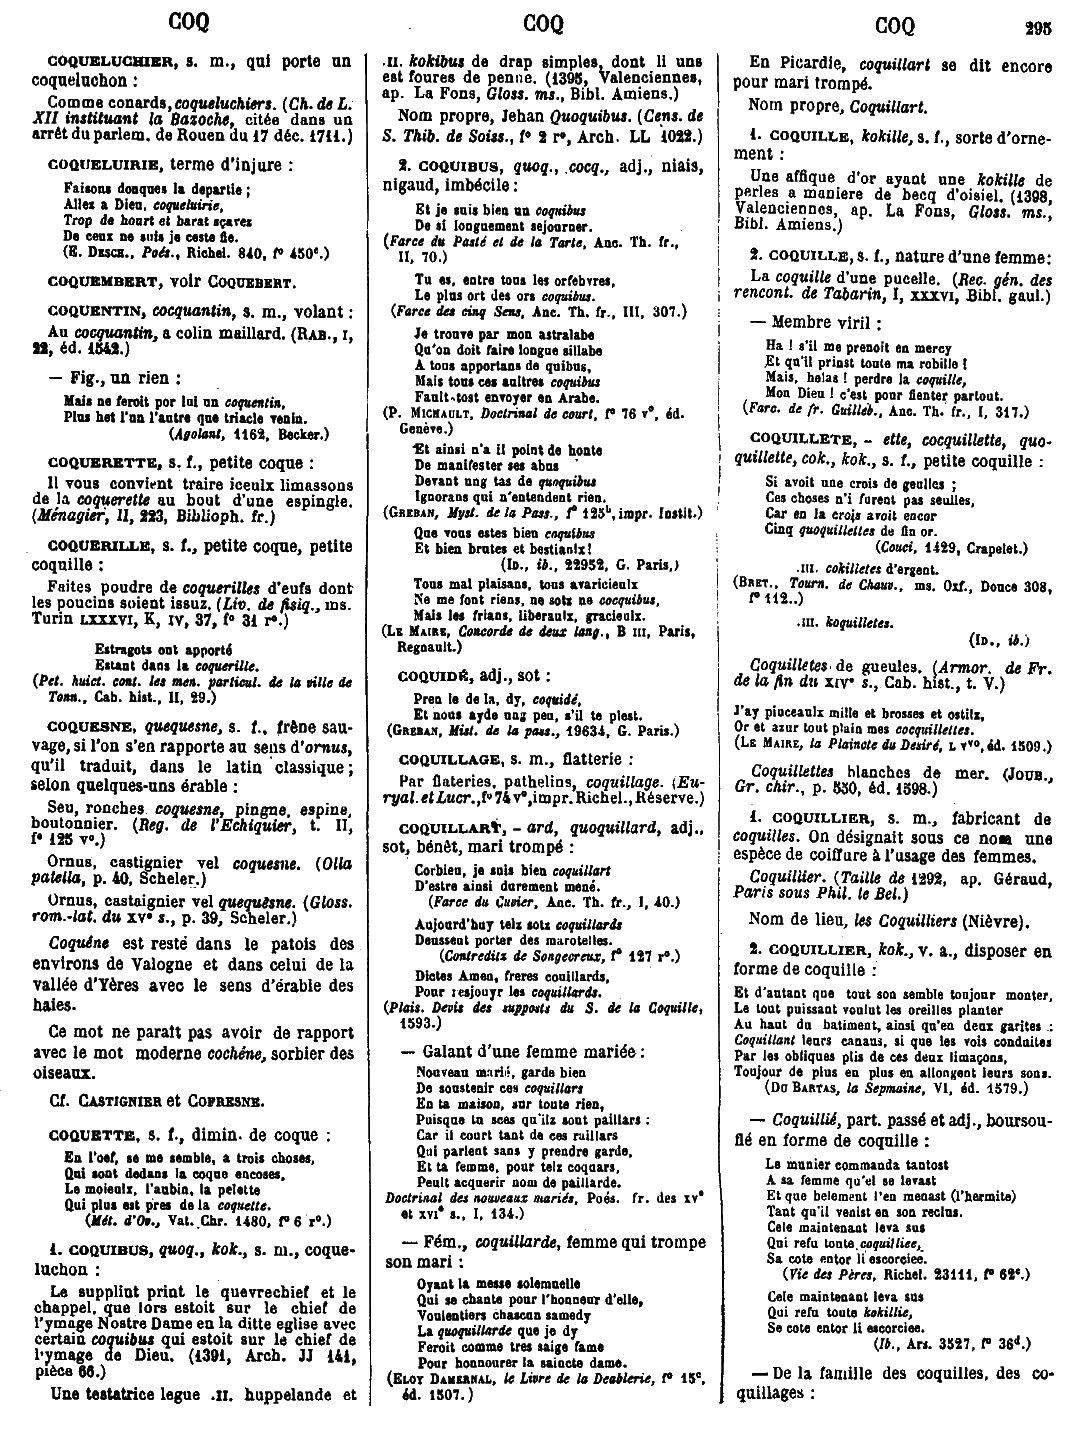 COQ
COQ
COQ
295
COQUELUCHIER, s. m., qui porte un
coqueluchon :
Comme conards, coqueluchiers. (Ch. de L.
XII instituant la Bazoche, citée dans un
arrêt du parlem. de Rouen du 17 déc. 1711.)
COQUELUIRIE, terme d'injure :
Faisons donques la departie ;
Allez a Dieu, coqueluirie,
Trop de hourt et barat sçavez
De ceux ne suis je ceste fie.
(E. DESCH., Poés., Richel. 840, f° 450ᶜ.)
COQUEMBERT, voir COQUEBERT.
COQUENTIN, cocquantin, s. m., volant :
Au cocquantin, a colin maillard. (RAB., I,
22, éd. 1542.)
— Fig., un rien :
Mais ne feroit por lui un coquentin,
Plus het l'un l'autre que triacle venin.
(Agolant, 1162, Becker.)
COQUERETTE, s. f., petite coque :
Il vous convient traire iceulx limassons
de la coquerette au bout d'une espingle.
(Ménagier, II, 223, Biblioph. fr.)
COQUERILLE, s. f., petite coque, petite
coquille :
Faites poudre de coquerilles d'eufs dont
les poucins soient issuz. (Liv. de fisiq., ms.
Turin LXXXVI, K, IV, 37, f° 31 r°.)
Estragots ont apporté
Estant dans la coquerille.
(Pet. huict. cont. les men. particul. de la ville de
Tonn., Cab. hist., II, 29.)
COQUESNE, quequesne, s. f., frêne sau-
vage, si l'on s'en rapporte au sens d'ornus,
qu'il traduit, dans le latin classique ;
selon quelques-uns érable :
Seu, ronches coquesne, pingne, espine,
boutonnier. (Reg. de l'Echiquier, t. II,
f° 125 v°.)
Ornus, castignier vel coquesne. (Olla
patella, p. 40, Scheler.)
Ornus, castaignier vel quequesne. (Gloss.
rom.-lat. du xv° s., p. 39, Scheler.)
Coquéne est resté dans le patois des
environs de Valogne et dans celui de la
vallée d'Yères avec le sens d'érable des
haies.
Ce mot ne paraît pas avoir de rapport
avec le mot moderne cochéne, sorbier des
oiseaux.
Cf. CASTIGNIER et COFRESNE.
COQUETTE, s. f., dimin. de coque :
En l'oef, se me semble, a trois choses,
Qui sont dedans la coque encoses,
Le moieulx, l'aubin, la pelette
Qui plus est pres de la coquette.
(Mét. d'Ov., Vat. Chr. 1480, f° 6 r°.)
1. COQUIBUS, quoq., kok., s. m., coque-
luchon :
Le supplint print le quevrechief et le
chappel, que lors estoit sur le chief de
l'ymage Nostre Dame en la ditte eglise avec
certain coquibus qui estoit sur le chief de
l'ymage de Dieu. (1391, Arch. JJ 141,
pièce 66.)
Une testatrice legue .II. huppelande et
.II. kokibus de drap simples, dont li uns
est foures de penne. (1395, Valenciennes,
ap. La Fons, Gloss. ms., Bibl. Amiens.)
Nom propre, Jehan Quoquibus. (Cens. de
S. Thib. de Soiss., f° 2 r°, Arch. LL 1022.)
2. COQUIBUS, quoq., cocq., adj., niais,
nigaud, imbécile :
Et je suis bien un coquibus
De si longuement sejourner.
(Farce du Pasté et de la Tarte, Anc. Th. fr.,
II, 70.)
Tu es, entre tous les orfebvres,
Le plus ort des ors coquibus.
(Farce des cinq Sens, Anc. Th. fr., III, 307.)
Je trouve par mon astralabe
Qu'on doit faire longue sillabe
A tous apportans de quibus,
Mais tous ces aultres coquibus
Fault tost envoyer en Arabe.
(P. MICHAULT, Doctrinal de court, f° 76 v°, éd.
Genève.)
Et ainsi n'a il point de honte
De manifester ses abus
Devant ung tas de quoquibus
Ignorans qui n'entendent rien.
(GREBAN, Myst. de la Pass., f° 125ᵇ, impr. Instit.)
Que vous estes bien coquibus
Et bien brutes et bestianlx!
(ID., ib., 22952, G. Paris.)
Tous mal plaisans, tous avaricieulx
Ne me font riens, ne sotz ne cocquibus,
Mais les frians, liberaulx, gracieulx.
(LE MAIRE, Concorde de deux lang., B III, Paris,
Regnault.)
COQUIDÉ, adj., sot :
Pren le de la, dy, coquidé,
Et nous ayde ung peu, s'il te plest.
(GREBAN, Mist. de la pass., 19634, G. Paris.)
COQUILLAGE, s. m., flatterie :
Par flateries, pathelins, coquillage. (Eu-
ryal. et Lucr., f° 74 v°, impr. Richel., Réserve.)
COQUILLART, - ard, quoquillard, adj.,
sot, bénêt, mari trompé :
Corbieu, je suis bien coquillart
D'estre ainsi durement mené.
(Farce du Cuvier, Anc. Th. fr., I, 40.)
Aujourd'huy telz sotz coquillards
Deussent porter des marotelles.
(Contreditz de Songecreux, f° 127 r°.)
Dictes Amen, freres couillards,
Pour resjouyr les coquillards.
(Plais. Devis des supposts du S. de la Coquille,
1593.)
— Galant d'une femme mariée :
Nouveau marié, garde bien
De soustenir ces coquillars
En ta maison, sur toute rien,
Puisque tu sces qu'ilz sont paillars :
Car il court tant de ces ruillars
Qui parlent sans y prendre garde,
Et ta femme, pour telz coquars,
Peult acquerir nom de paillarde.
Doctrinal des nouveaux mariés, Poés. fr. des xv°
et xvi° s., I, 134.)
— Fém., coquillarde, femme qui trompe
son mari :
Oyant la messe solemnelle
Qui se chante pour l'honneur d'elle,
Voulentiers chascun samedy
La quoquillarde que je dy
Feroit comme tres saige fame
Pour honnourer la saincte dame.
(ELOY DAMERNAL, le Livre de la Deablerie, f° 15ᶜ,
éd. 1507.)
En Picardie, coquillart se dit encore
pour mari trompé.
Nom propre, Coquillart.
1. COQUILLE, kokille, s. f., sorte d'orne-
ment :
Une affique d'or ayant une kokille de
perles a maniere de becq d'oisiel. (1398,
Valenciennes, ap. La Fons, Gloss. ms.,
Bibl. Amiens.)
2. COQUILLE, s. f., nature d'une femme:
La coquille d'une pucelle. (Rec. gén. des
rencont. de Tabarin, I, XXXVI, Bibl. gaul.)
— Membre viril :
Ha ! s'il me prenoit en mercy
Et qu'il prinst toute ma robille !
Mais, helas ! perdre la coquille,
Mon Dieu ! c'est pour fienter partout.
(Farc. de fr. Guilleb., Anc. Th. fr., I, 317.)
COQUILLETE, - ette, cocquillette, quo-
quillette, cok., kok., s. f., petite coquille :
Si avoit une crois de geulles ;
Ces choses n'i furent pas seulles,
Car en la crois avoit encor
Cinq quoquillettes de fin or.
(Couci, 1429, Crapelet.)
.III. cokilletes d'ergent.
(BRET., Tourn. de Chauv., ms. Oxf., Douce 308,
f° 112..)
.III. koquilletes.
(ID., ib.)
Coquilletes de gueules. (Armor. de Fr.
de la fin du XIV° s., Cab. hist., t. V.)
J'ay pinceaulx mille et brosses et ostilz,
Or et azur tout plain mes cocquillettes.
(LE MAIRE, la Plaincte du Desiré, L v°, éd. 1509.)
Coquillettes blanches de mer. (JOUB.,
Gr. chir., p. 550, éd. 1598.)
1. COQUILLIER, s. m., fabricant de
coquilles. On désignait sous ce nom une
espèce de coiffure à l'usage des femmes.
Coquillier. (Taille de 1292, ap. Géraud,
Paris sous Phil. le Bel.)
Nom de lieu, les Coquilliers (Nièvre).
2. COQUILLIER, kok., v. a., disposer en
forme de coquille :
Et d'autant que tout son semble toujour monter,
Le tout puissant voulut les oreilles planter
Au haut du batiment, ainsi qu'en deux garites :
Coquillant leurs canaus, si que les vois conduites
Par les obliques plis de ces deux limaçons,
Toujour de plus en plus en allongent leurs sons.
(DU BARTAS, la Sepmaine, VI, éd. 1579.)
— Coquillié, part. passé et adj., boursou-
flé en forme de coquille :
Le munier commanda tantost
A sa femme qu'el se levast
Et que belement l'en menast (l'hermite)
Tant qu'il venist en son reclus.
Cele maintenant leva sus
Qui refu toute coquilliee,
Sa cote entor li escorciee.
(Vie des Pères, Richel. 23111, f° 62ᶜ.)
Cele maintenant leva sus
Qui refu toute kokillie,
Se cote entor li escorciee.
(Ib., Ars. 3527, f° 36ᵈ.)
— De la famille des coquilles, des co-
quillages :